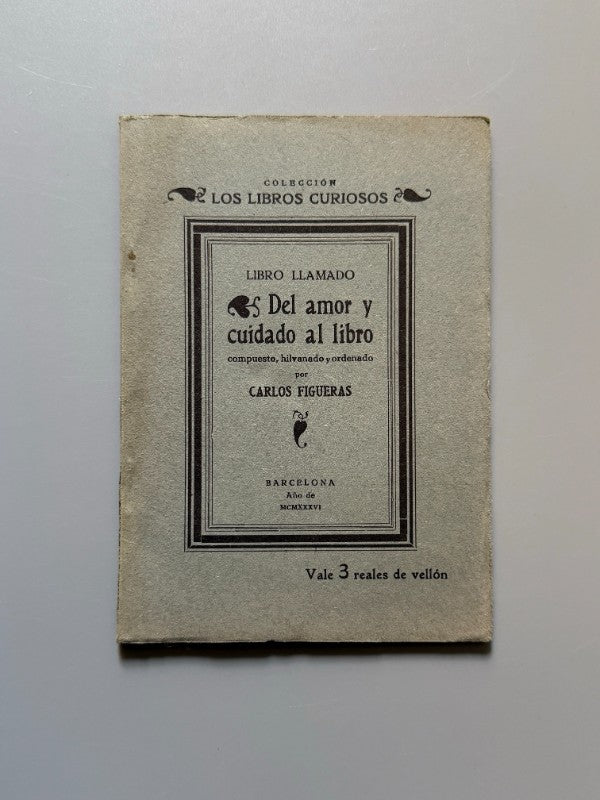 COLECCIÓN
LOS LIBROS CURIOSOS
LIBRO LLAMADO
Del amor y
cuidado al libro
compuesto, hilvanado y ordenado
por
CARLOS FIGUERAS
BARCELONA
Año de
MCMXXXVI
Vale 3 reales de vellón